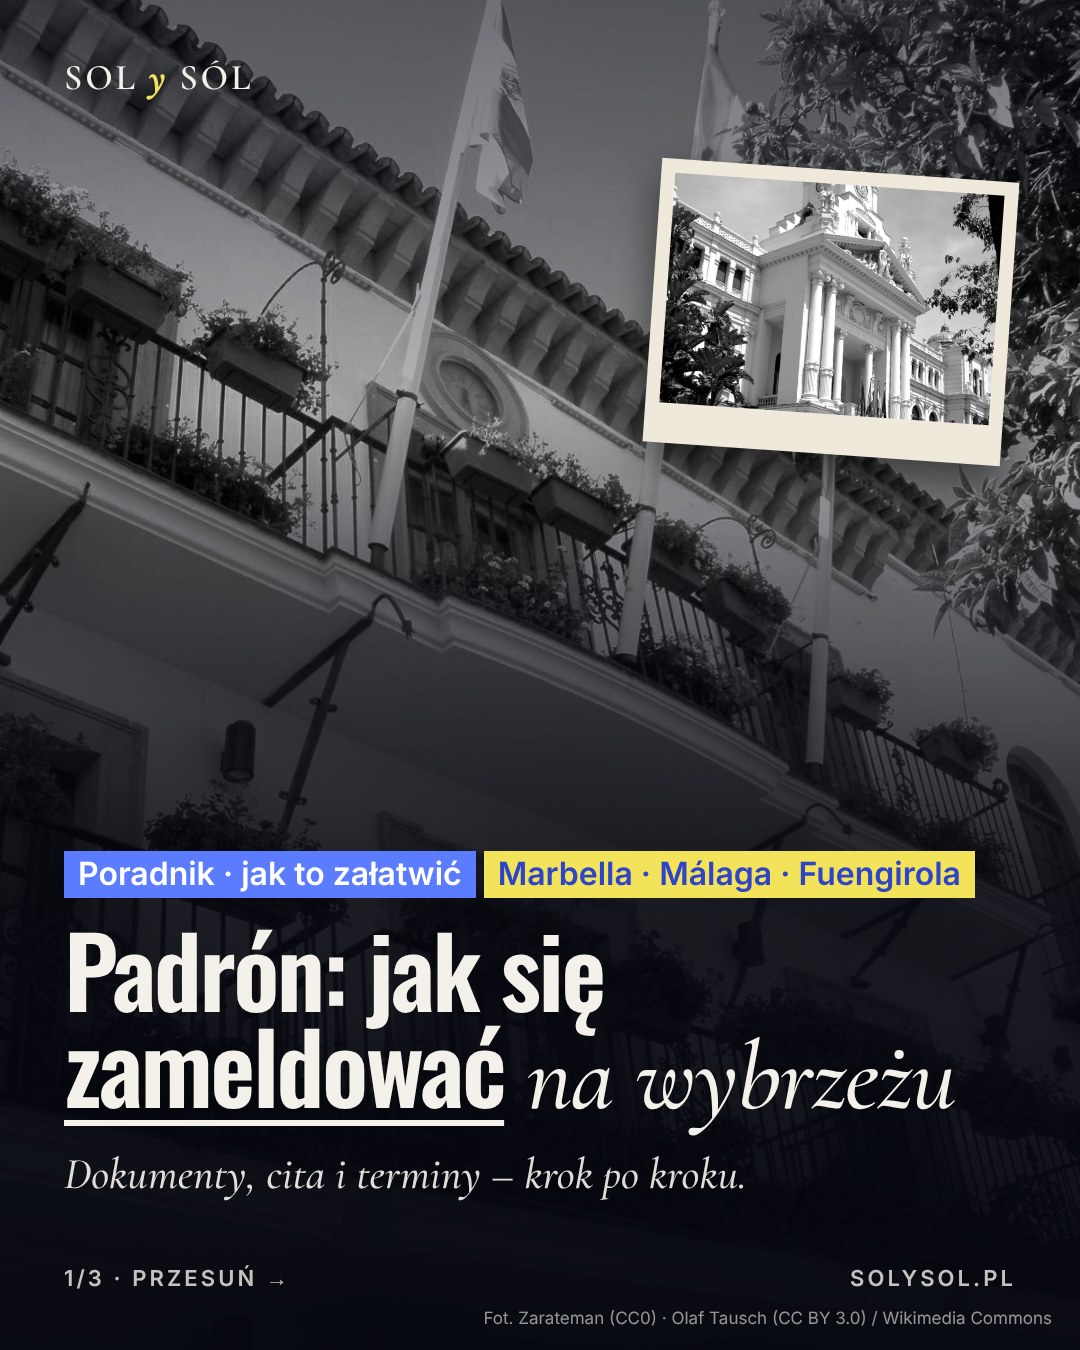 SOL y SÓL
Poradnik · jak to załatwić
Marbella · Málaga · Fuengirola
Padrón: jak się
zameldować na wybrzeżu
Dokumenty, cita i terminy – krok po kroku.
1/3 · PRZESUŃ →
SOLYSOL.PL
Fot. Zarateman (CC0) · Olaf Tausch (CC BY 3.0) / Wikimedia Commons